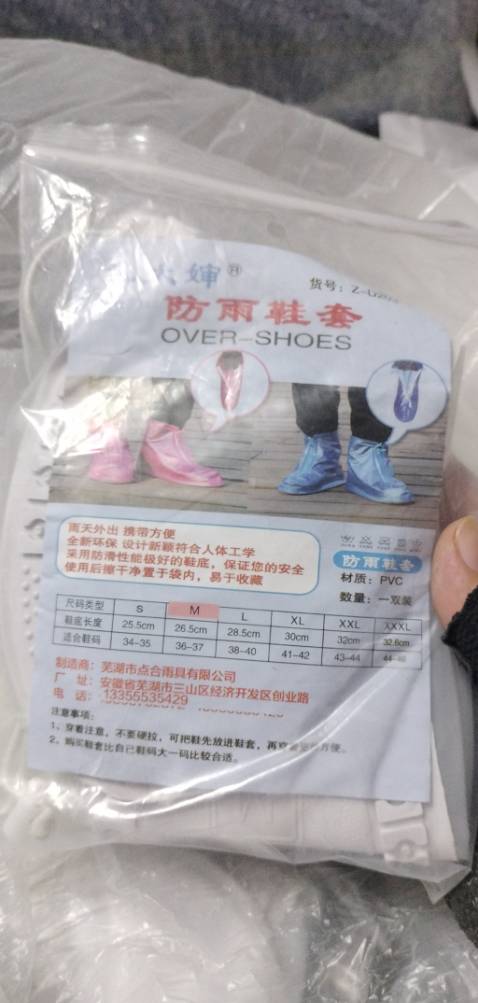 婶®
货号：Z-
防雨鞋套
OVER-SHOES
雨天外出 携带方便
全新环保 设计新颖符合人体工学
采用防滑性能极好的鞋底，保证您的安全
使用后擦干净置于袋内，易于收藏
防雨鞋套
材质：PVC
数量：一双装
尺码类型 S M L XL XXL XXXL
鞋底长度 25.5cm 26.5cm 28.5cm 30cm 32cm 32.8cm
适合鞋码 34-35 36-37 38-40 41-42 43-44
制造商：芜湖市点合雨具有限公司
厂 址：安徽省芜湖市三山区经济开发区创业路
电 话：13355535429
注意事项：
1、穿着注意，不要硬拉，可把鞋先放进鞋套，再穿
2、购买鞋套比自己鞋码大一码比较合适。